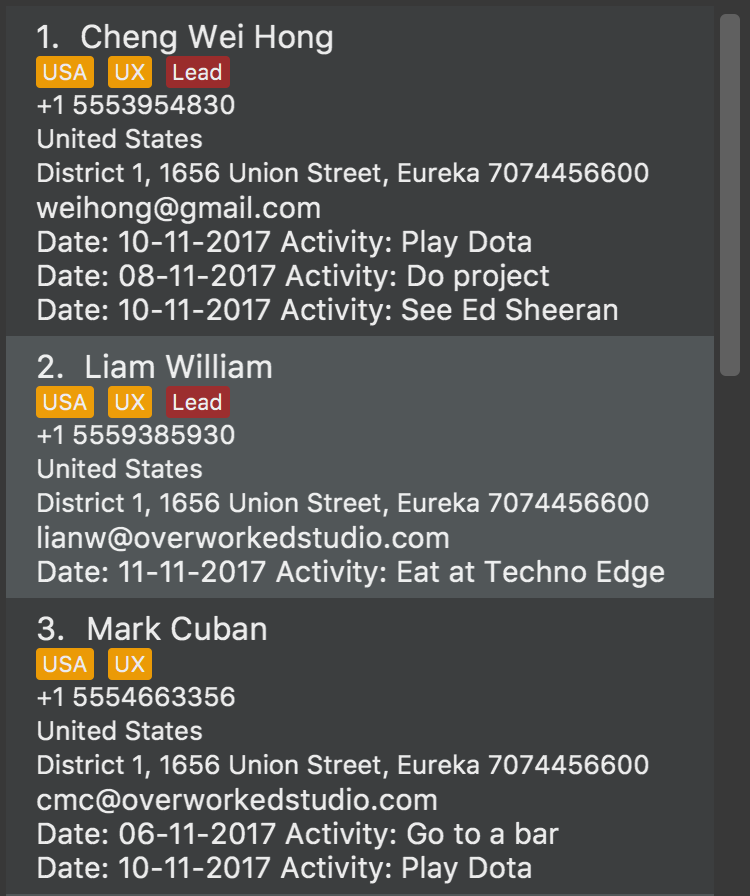 1. Cheng Wei Hong
USA UX Lead
+1 5553954830
United States
District 1, 1656 Union Street, Eureka 7074456600
weihong@gmail.com
Date: 10-11-2017 Activity: Play Dota
Date: 08-11-2017 Activity: Do project
Date: 10-11-2017 Activity: See Ed Sheeran
2. Liam William
USA UX Lead
+1 5559385930
United States
District 1, 1656 Union Street, Eureka 7074456600
lianw@overworkedstudio.com
Date: 11-11-2017 Activity: Eat at Techno Edge
3. Mark Cuban
USA UX
+1 5554663356
United States
District 1, 1656 Union Street, Eureka 7074456600
cmc@overworkedstudio.com
Date: 06-11-2017 Activity: Go to a bar
Date: 10-11-2017 Activity: Play Dota